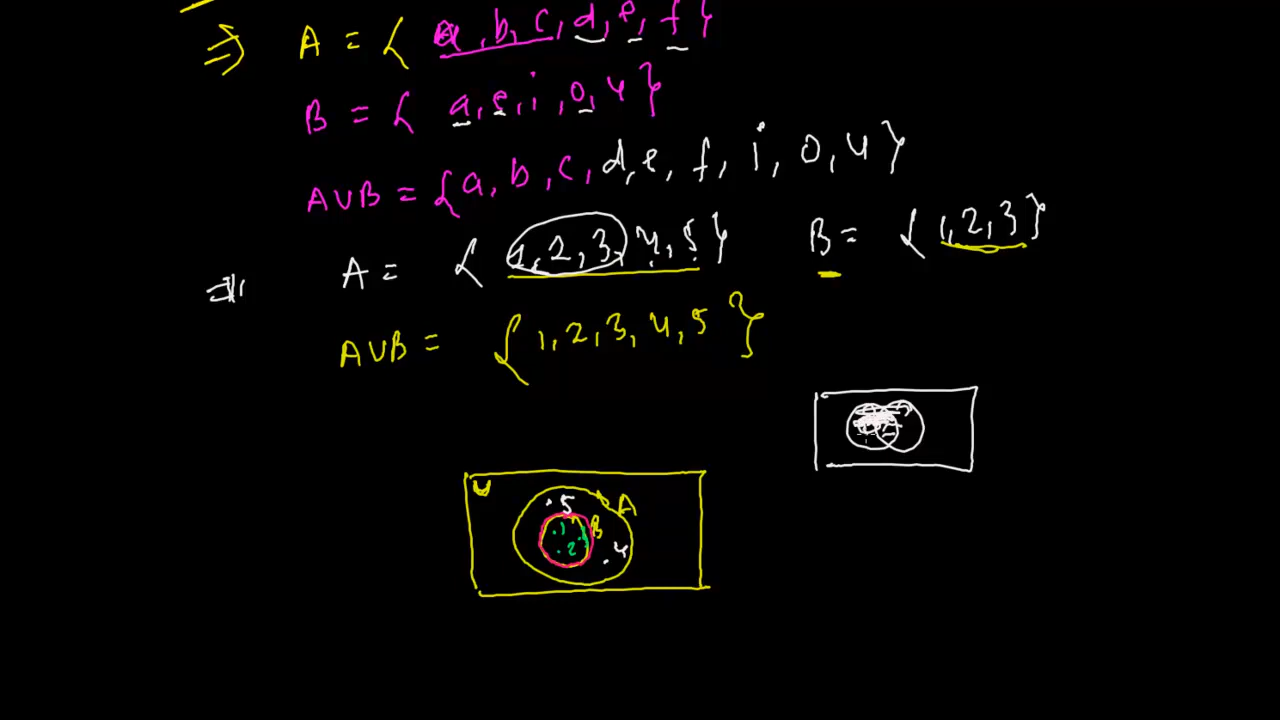 ⇒ A = { a, b, c, d, e, f }
B = { a, e, i, o, u }
A∪B = {a, b, c, d, e, f, i, o, u }
A = { 1, 2, 3, 4, 5 } B = { 1, 2, 3 }
A∪B = { 1, 2, 3, 4, 5 }
U
5 A
1 B
2 4